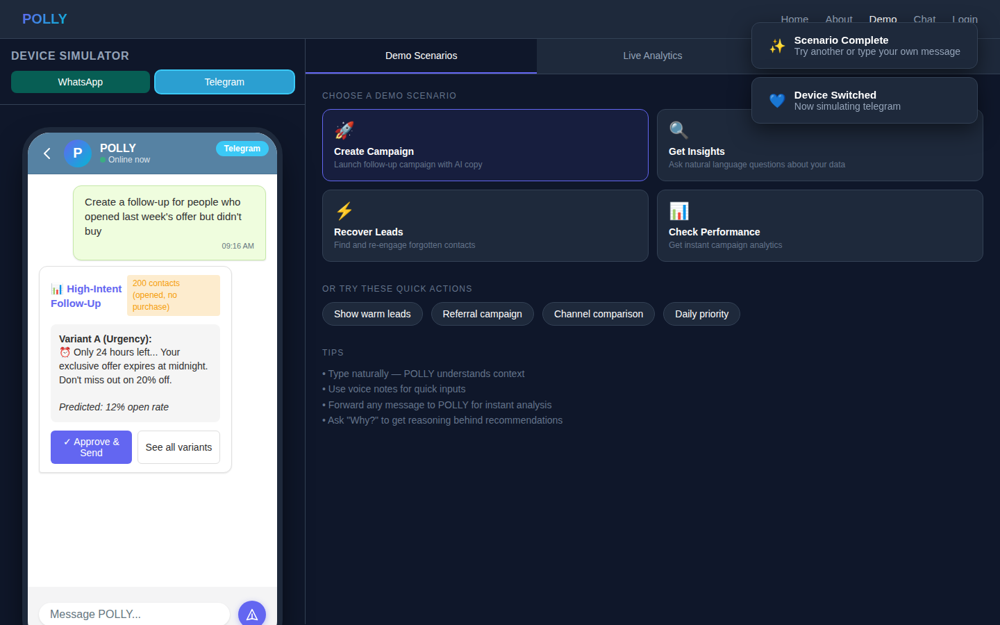 POLLY
Home About Demo Chat Login
DEVICE SIMULATOR
WhatsApp Telegram
P
POLLY
Online now
Telegram
Create a follow-up for people who
opened last week's offer but didn't
buy
09:16 AM
📊 High-Intent
Follow-Up
200 contacts
(opened, no
purchase)
Variant A (Urgency):
⏰ Only 24 hours left... Your
exclusive offer expires at midnight.
Don't miss out on 20% off.
Predicted: 12% open rate
✓ Approve &
Send
See all variants
Message POLLY...
Demo Scenarios
Live Analytics
Scenario Complete
Try another or type your own message
Device Switched
Now simulating telegram
CHOOSE A DEMO SCENARIO
Create Campaign
Launch follow-up campaign with AI copy
Get Insights
Ask natural language questions about your data
Recover Leads
Find and re-engage forgotten contacts
Check Performance
Get instant campaign analytics
OR TRY THESE QUICK ACTIONS
Show warm leads
Referral campaign
Channel comparison
Daily priority
TIPS
• Type naturally — POLLY understands context
• Use voice notes for quick inputs
• Forward any message to POLLY for instant analysis
• Ask "Why?" to get reasoning behind recommendations